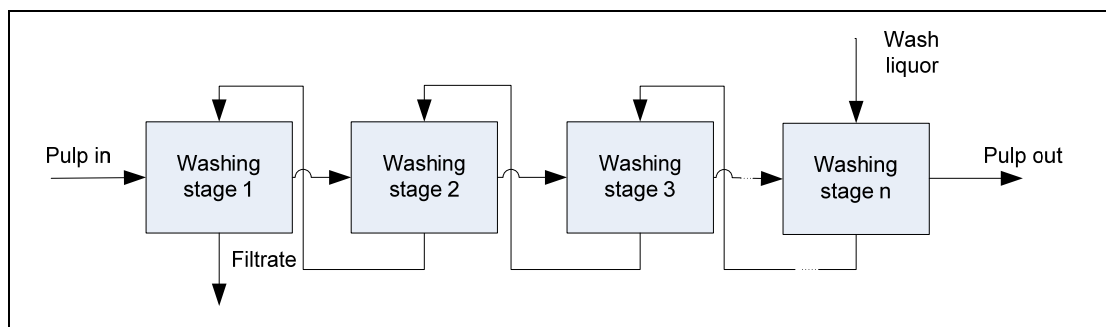 Wash
liquor
Pulp in
Washing
stage 1
Washing
stage 2
Washing
stage 3
Washing
stage n
Pulp out
Filtrate